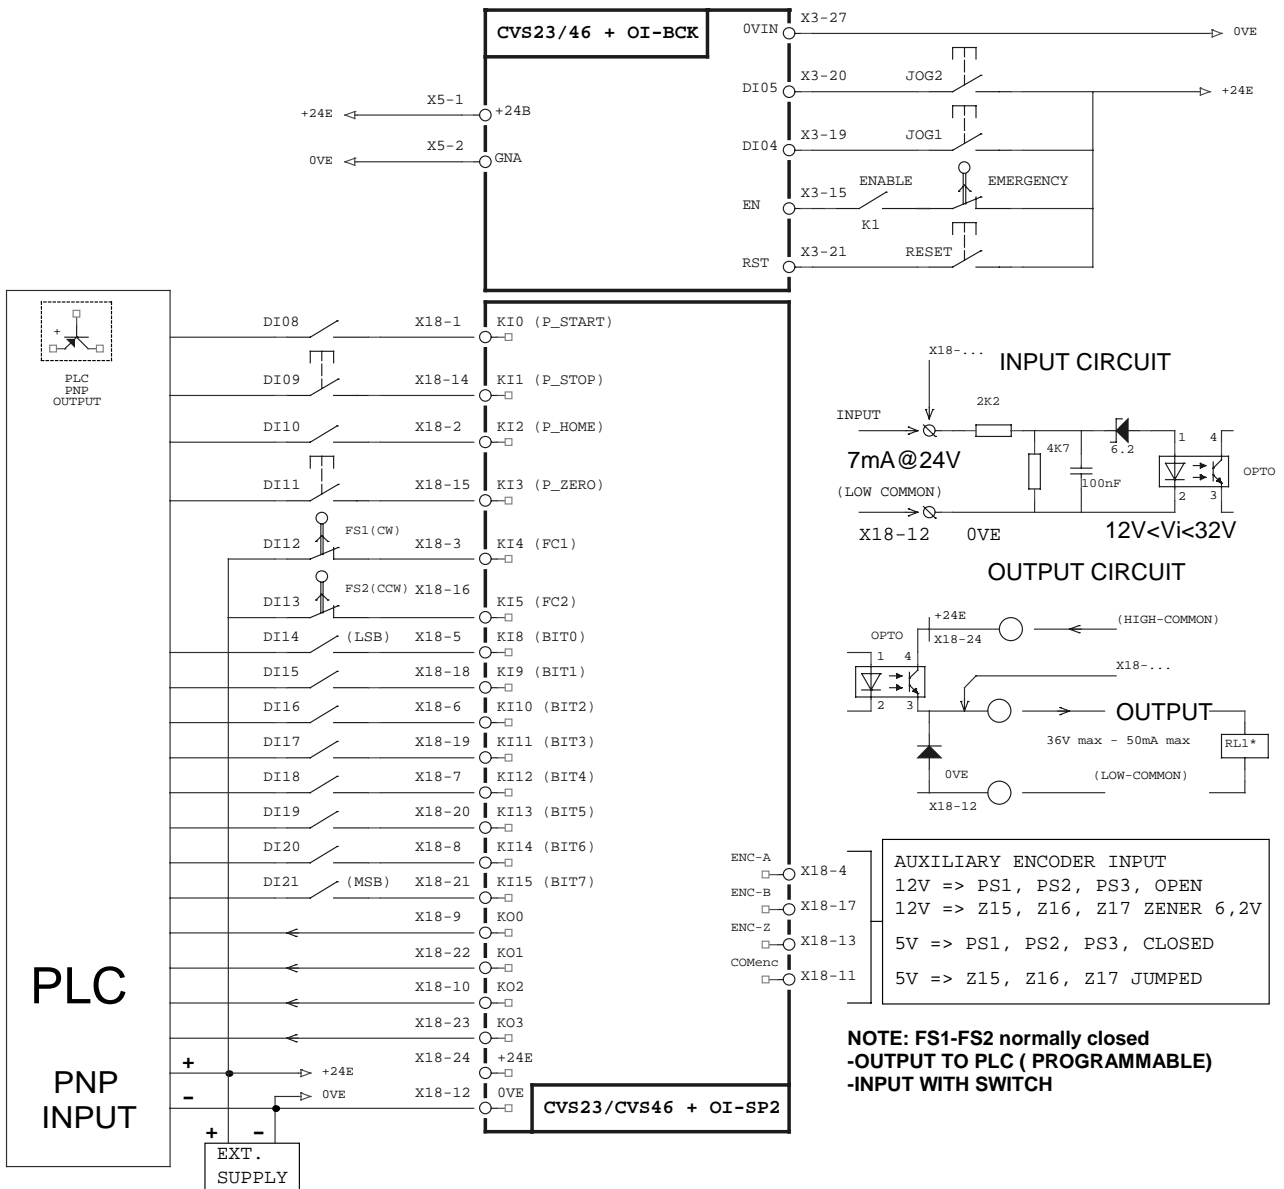 CVS23/46 + OI-BCK
0VIN X3-27 0VE
DI05 X3-20 JOG2 +24E
+24E X5-1 +24B
DI04 X3-19 JOG1
0VE X5-2 GNA
EN X3-15 ENABLE EMERGENCY
K1
RST X3-21 RESET
+
PLC
PNP
OUTPUT
DI08 X18-1 KI0 (P_START)
DI09 X18-14 KI1 (P_STOP)
DI10 X18-2 KI2 (P_HOME)
DI11 X18-15 KI3 (P_ZERO)
DI12 FS1(CW) X18-3 KI4 (FC1)
DI13 FS2(CCW) X18-16 KI5 (FC2)
DI14 (LSB) X18-5 KI8 (BIT0)
DI15 X18-18 KI9 (BIT1)
DI16 X18-6 KI10 (BIT2)
DI17 X18-19 KI11 (BIT3)
DI18 X18-7 KI12 (BIT4)
DI19 X18-20 KI13 (BIT5)
DI20 X18-8 KI14 (BIT6)
DI21 (MSB) X18-21 KI15 (BIT7)
X18-9 KO0
X18-22 KO1
X18-10 KO2
X18-23 KO3
+ +24E X18-24 +24E
- 0VE X18-12 0VE
PLC
PNP
INPUT
+ -
EXT.
SUPPLY
CVS23/CVS46 + OI-SP2
ENC-A X18-4
ENC-B X18-17
ENC-Z X18-13
COMenc X18-11
X18-... INPUT CIRCUIT
INPUT 2K2
7mA@24V 4K7 6.2 1 4
100nF OPTO
(LOW COMMON) 2 3
X18-12 0VE 12V<Vi<32V
OUTPUT CIRCUIT
+24E (HIGH-COMMON)
OPTO X18-24
1 4 X18-...
2 3 OUTPUT
36V max - 50mA max RL1*
0VE (LOW-COMMON)
X18-12
AUXILIARY ENCODER INPUT
12V => PS1, PS2, PS3, OPEN
12V => Z15, Z16, Z17 ZENER 6,2V
5V => PS1, PS2, PS3, CLOSED
5V => Z15, Z16, Z17 JUMPED
NOTE: FS1-FS2 normally closed
-OUTPUT TO PLC ( PROGRAMMABLE)
-INPUT WITH SWITCH